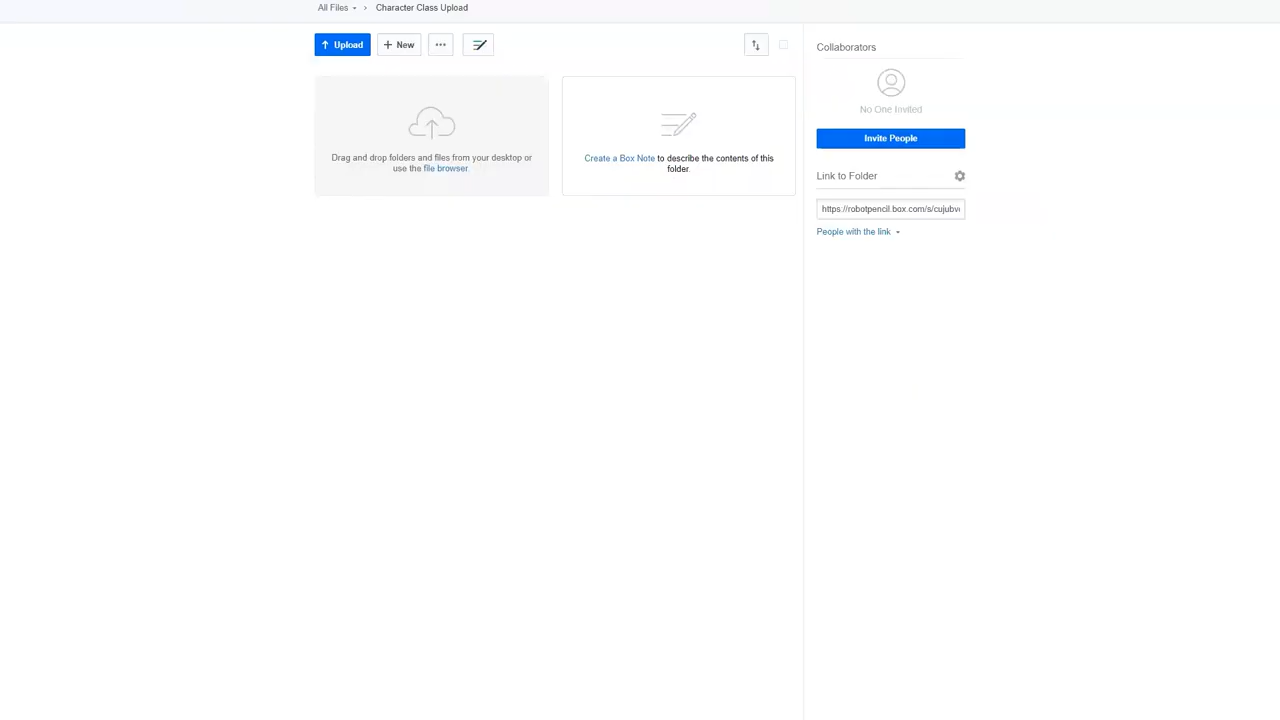 All Files > Character Class Upload
Upload
New
Drag and drop folders and files from your desktop or
use the file browser.
Create a Box Note to describe the contents of this
folder.
Collaborators
No One Invited
Invite People
Link to Folder
https://robotpencil.box.com/s/cujubv
People with the link